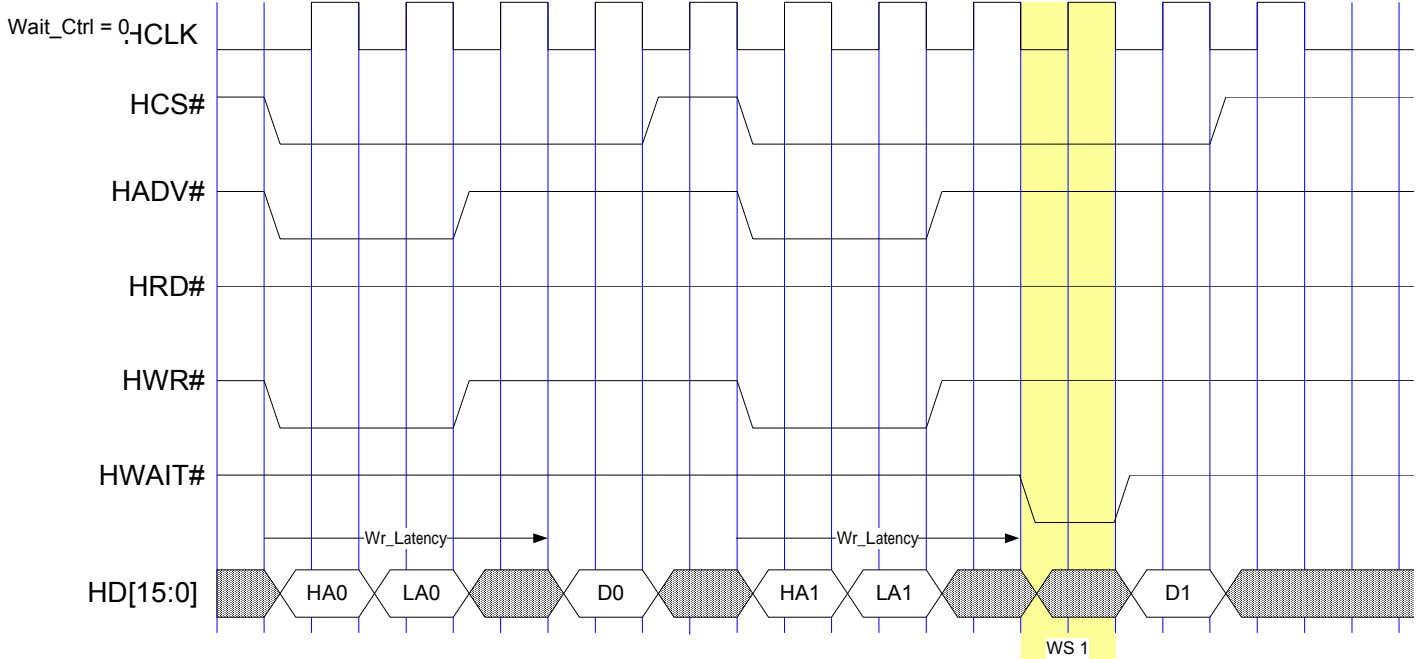 Wait_Ctrl = 0
HCLK
HCS#
HADV#
HRD#
HWR#
HWAIT#
Wr_Latency Wr_Latency
HD[15:0] HA0 LA0 D0 HA1 LA1 D1
WS 1